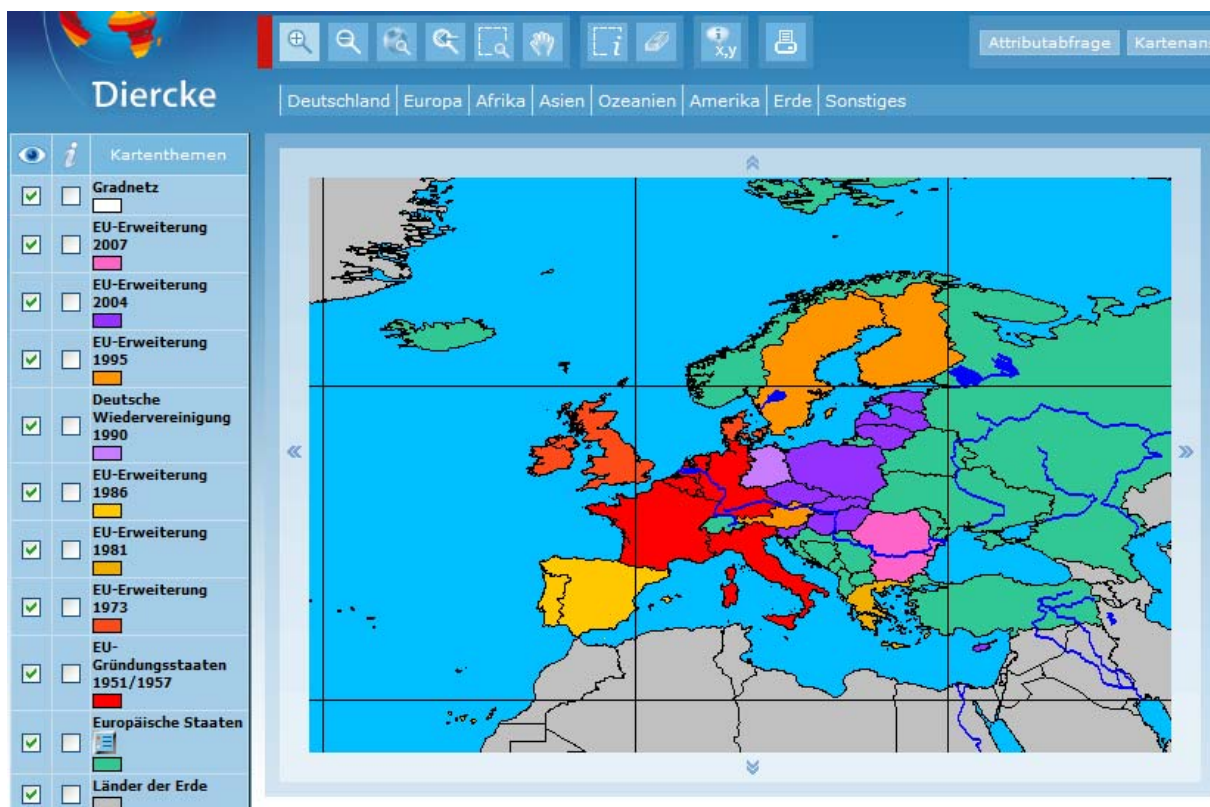 Diercke
i
i
x,y
Attributabfrage
Deutschland Europa Afrika Asien Ozeanien Amerika Erde Sonstiges
i Kartenthemen
Gradnetz
EU-Erweiterung
2007
EU-Erweiterung
2004
EU-Erweiterung
1995
Deutsche
Wiedervereinigung
1990
EU-Erweiterung
1986
EU-Erweiterung
1981
EU-Erweiterung
1973
EU-
Gründungsstaaten
1951/1957
Europäische Staaten
Länder der Erde